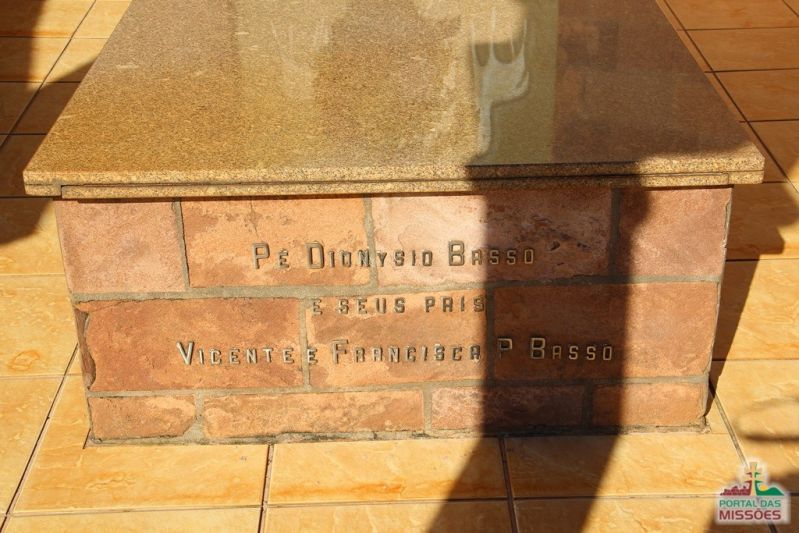 Pe Dionysio Basso
e seus pais
Vicente e Francisca P Basso
PORTAL DAS
MISSÕES